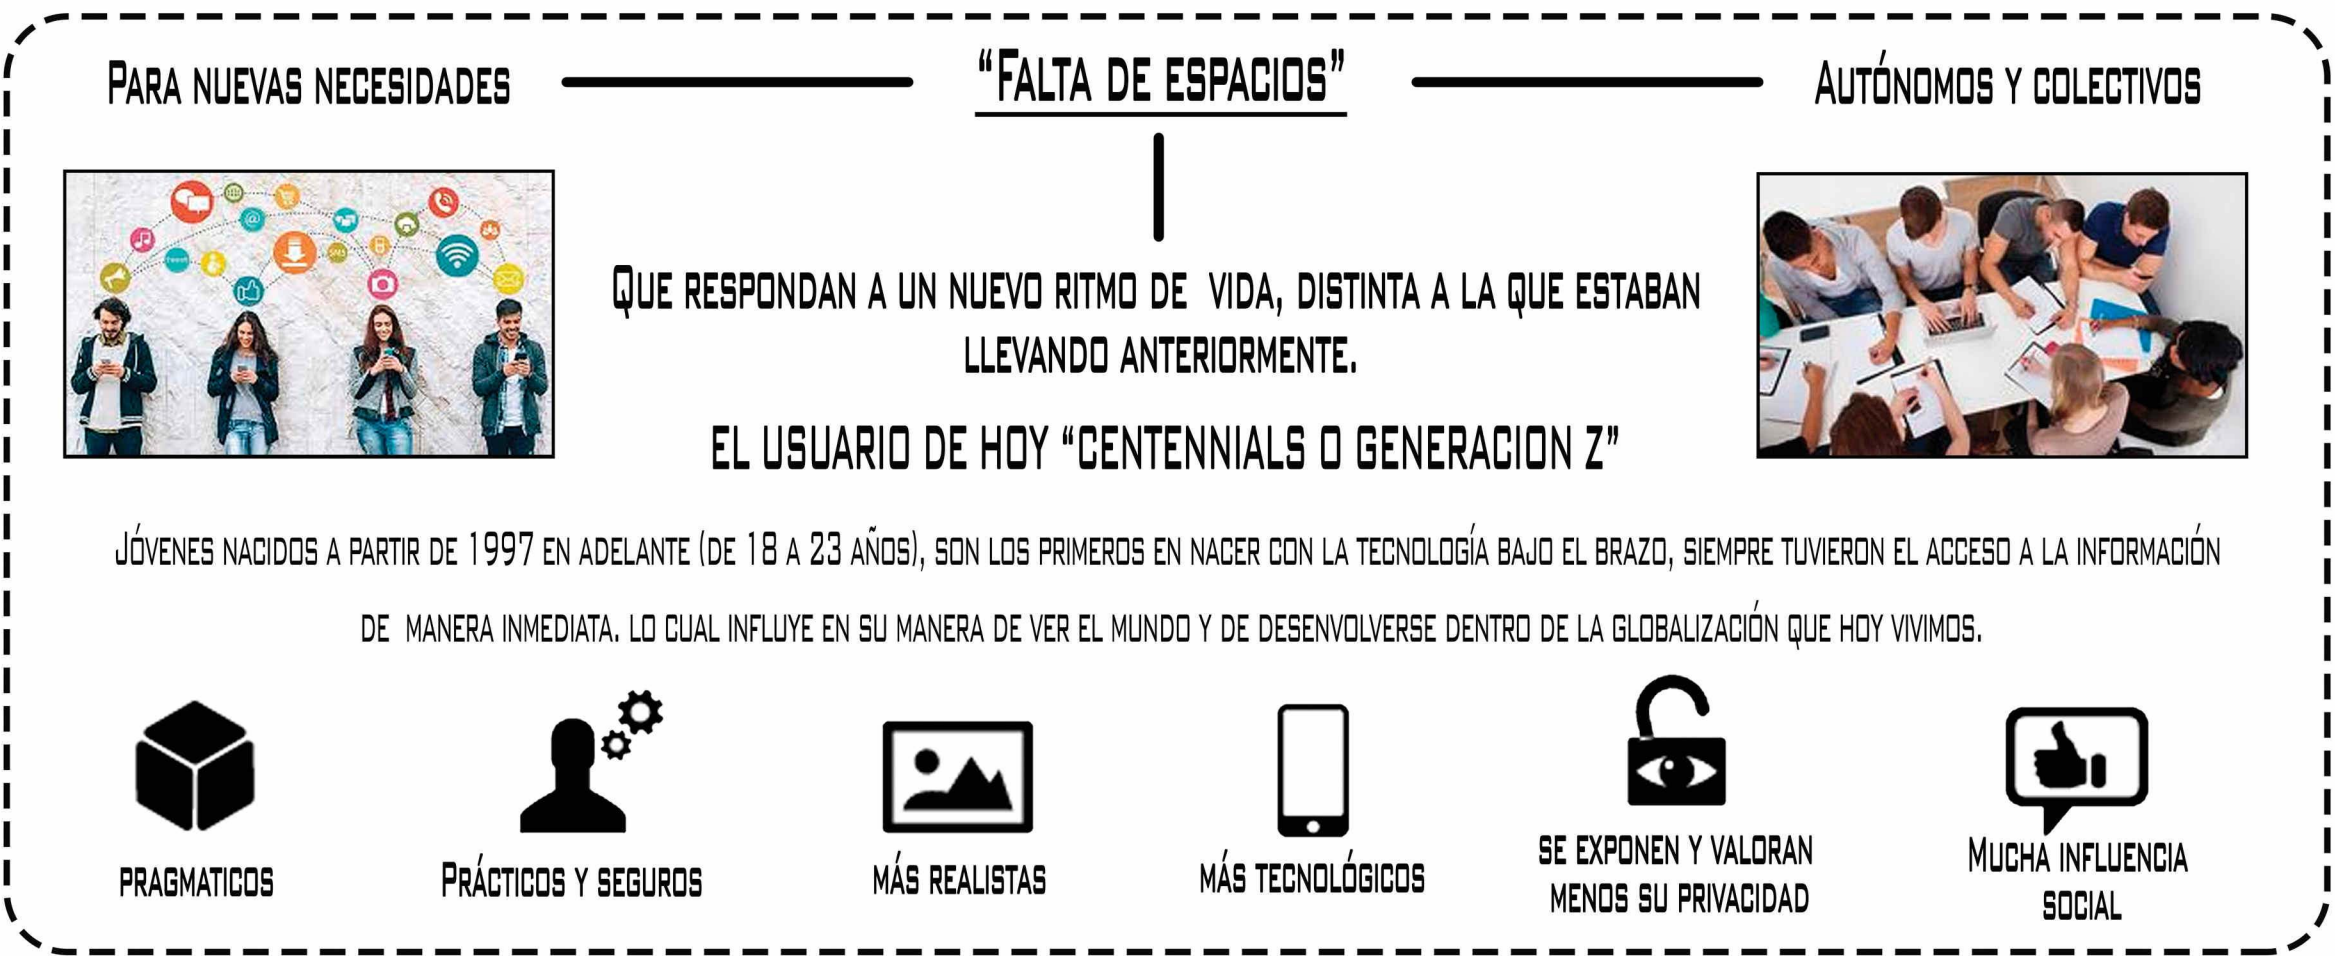 PARA NUEVAS NECESIDADES
“FALTA DE ESPACIOS”
AUTÓNOMOS Y COLECTIVOS
QUE RESPONDAN A UN NUEVO RITMO DE VIDA, DISTINTA A LA QUE ESTABAN
LLEVANDO ANTERIORMENTE.
EL USUARIO DE HOY “CENTENNIALS O GENERACION Z”
JÓVENES NACIDOS A PARTIR DE 1997 EN ADELANTE (DE 18 A 23 AÑOS), SON LOS PRIMEROS EN NACER CON LA TECNOLOGÍA BAJO EL BRAZO, SIEMPRE TUVIERON EL ACCESO A LA INFORMACIÓN
DE MANERA INMEDIATA. LO CUAL INFLUYE EN SU MANERA DE VER EL MUNDO Y DE DESENVOLVERSE DENTRO DE LA GLOBALIZACIÓN QUE HOY VIVIMOS.
PRAGMATICOS
PRÁCTICOS Y SEGUROS
MÁS REALISTAS
MÁS TECNOLÓGICOS
SE EXPONEN Y VALORAN
MENOS SU PRIVACIDAD
MUCHA INFLUENCIA
SOCIAL
@
Tweet
SMS